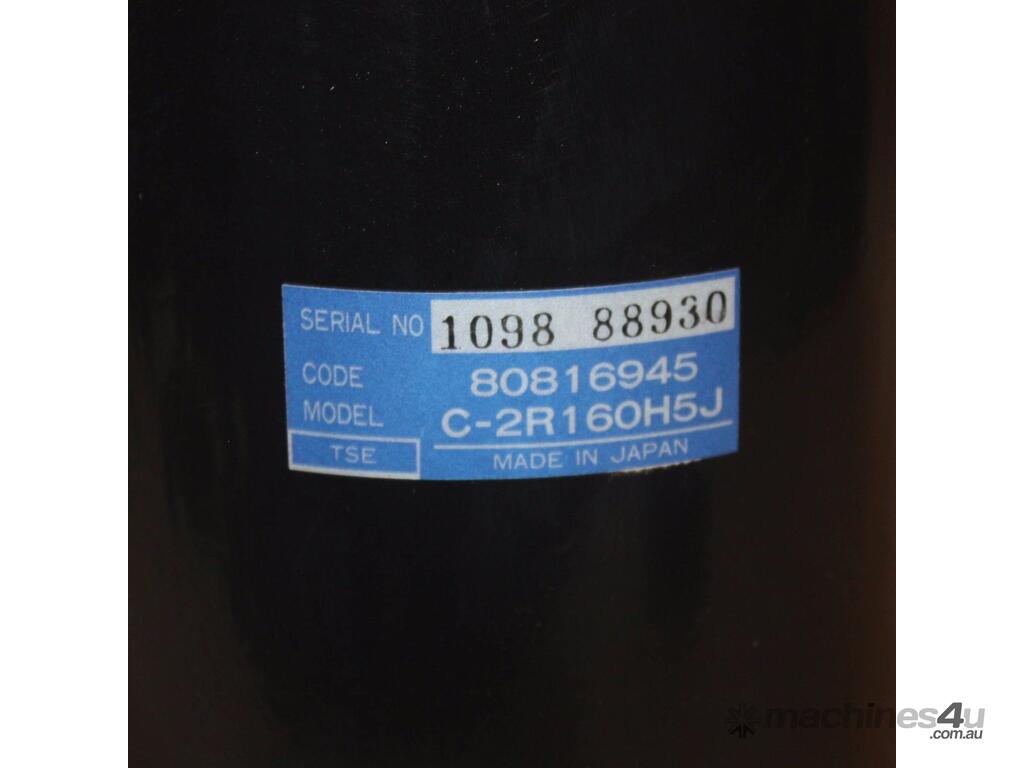 SERIAL NO 1098 88930
CODE 80816945
MODEL C-2R160H5J
TSE MADE IN JAPAN
machines4u
.com.au